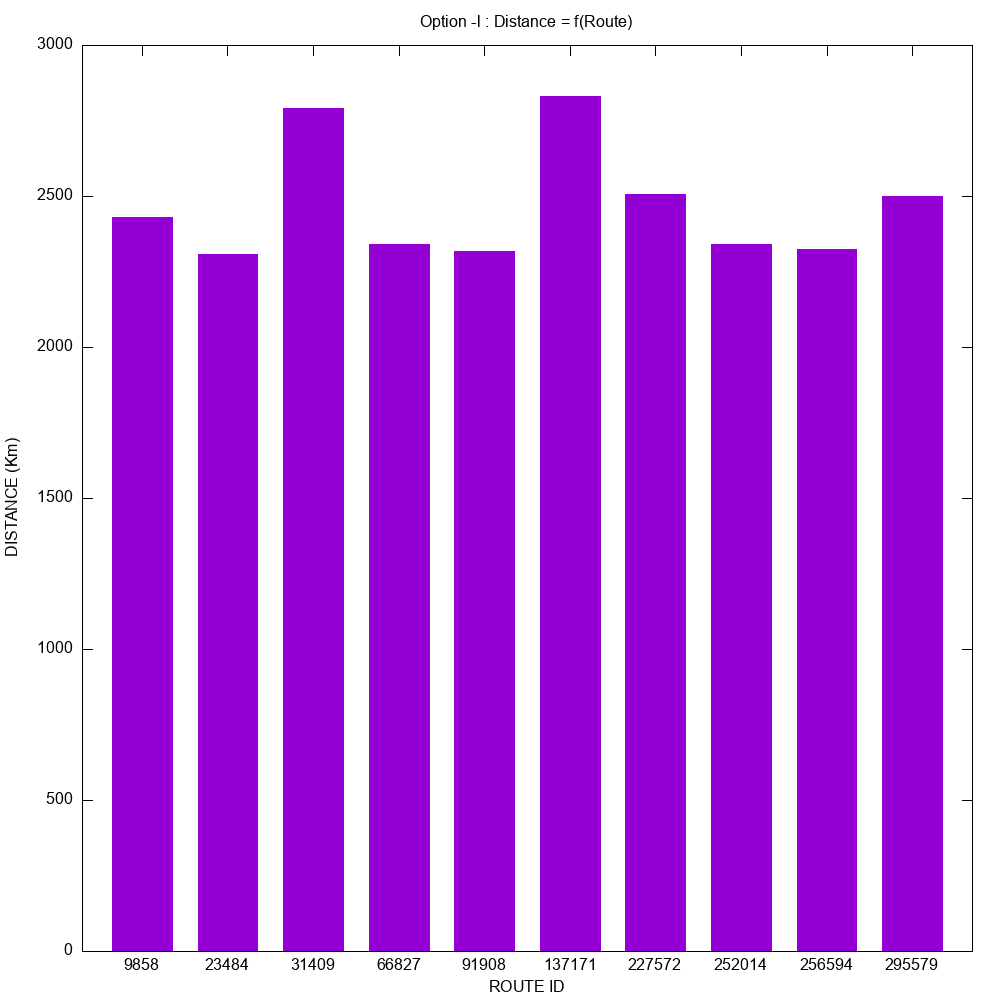 Option -l : Distance = f(Route)
3000
2500
2000
1500
1000
500
0
DISTANCE (Km)
9858 23484 31409 66827 91908 137171 227572 252014 256594 295579
ROUTE ID